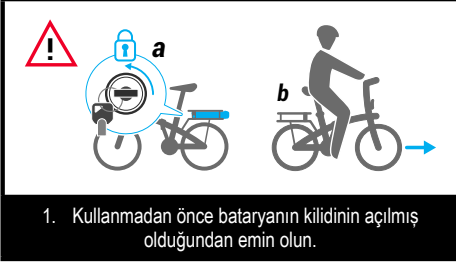 a
b
1. Kullanmadan önce bataryanın kilidinin açılmış
olduğundan emin olun.